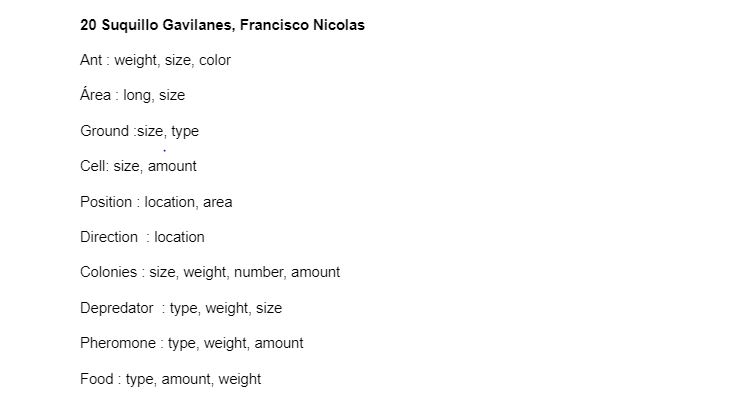 20 Suquillo Gavilanes, Francisco Nicolas
Ant : weight, size, color
Área : long, size
Ground :size, type
Cell: size, amount
Position : location, area
Direction  : location
Colonies : size, weight, number, amount
Depredator  : type, weight, size
Pheromone : type, weight, amount
Food : type, amount, weight